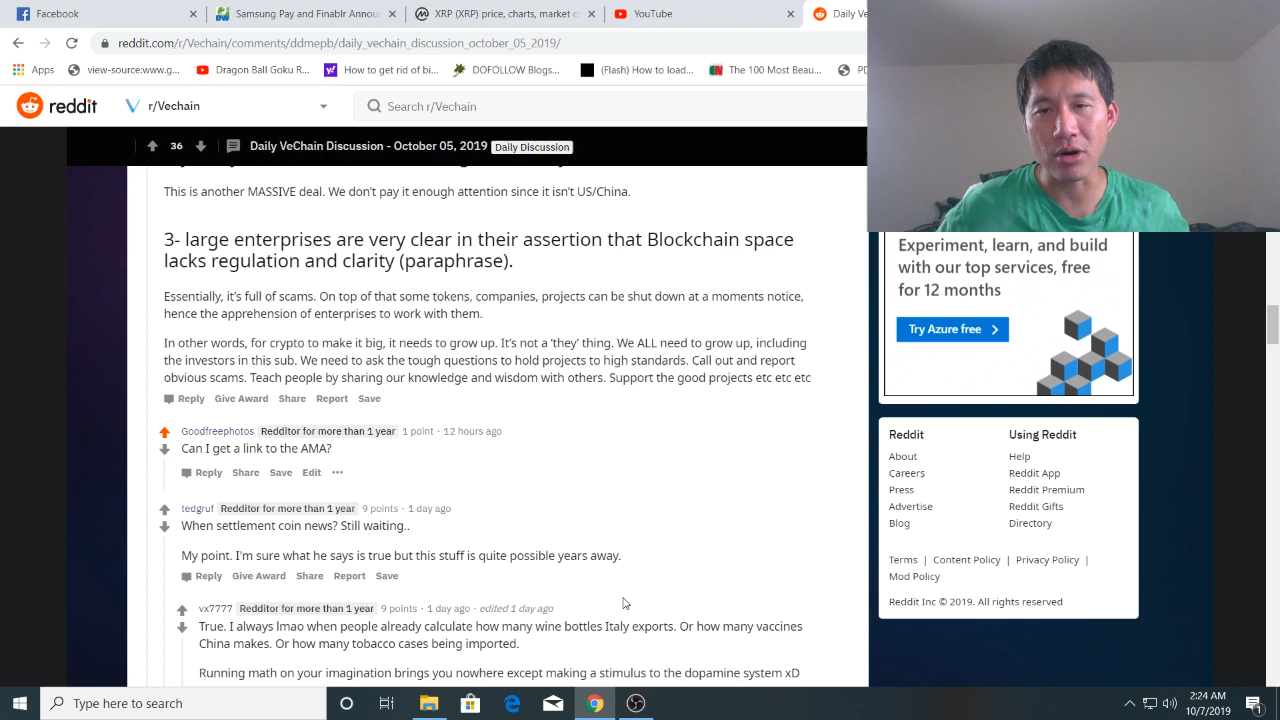 Facebook
Samsung Pay and Vechain Author
XRP (XRP) price, charts, market ca
YouTube
Daily Ve
reddit.com/r/Vechain/comments/ddmepb/daily_vechain_discussion_october_05_2019/
Apps
view-source:www.g...
Dragon Ball Goku R...
How to get rid of bi...
DOFOLLOW Blogs...
(Flash) How to load...
The 100 Most Beau...
PD
reddit
r/Vechain
Search r/Vechain
36
Daily VeChain Discussion - October 05, 2019
Daily Discussion
This is another MASSIVE deal. We don't pay it enough attention since it isn't US/China.
3- large enterprises are very clear in their assertion that Blockchain space
lacks regulation and clarity (paraphrase).
Essentially, it's full of scams. On top of that some tokens, companies, projects can be shut down at a moments notice,
hence the apprehension of enterprises to work with them.
In other words, for crypto to make it big, it needs to grow up. It's not a 'they' thing. We ALL need to grow up, including
the investors in this sub. We need to ask the tough questions to hold projects to high standards. Call out and report
obvious scams. Teach people by sharing our knowledge and wisdom with others. Support the good projects etc etc etc
Reply Give Award Share Report Save
Goodfreephotos Redditor for more than 1 year 1 point · 12 hours ago
Can I get a link to the AMA?
Reply Share Save Edit •••
tedgruf Redditor for more than 1 year 9 points · 1 day ago
When settlement coin news? Still waiting..
My point. I'm sure what he says is true but this stuff is quite possible years away.
Reply Give Award Share Report Save
vx7777 Redditor for more than 1 year 9 points · 1 day ago · edited 1 day ago
True. I always lmao when people already calculate how many wine bottles Italy exports. Or how many vaccines
China makes. Or how many tobacco cases being imported.
Running math on your imagination brings you nowhere except making a stimulus to the dopamine system xD
Experiment, learn, and build
with our top services, free
for 12 months
Try Azure free
Reddit
Using Reddit
About
Help
Careers
Reddit App
Press
Reddit Premium
Advertise
Reddit Gifts
Blog
Directory
Terms | Content Policy | Privacy Policy |
Mod Policy
Reddit Inc © 2019. All rights reserved
Type here to search
2:24 AM
10/7/2019
1